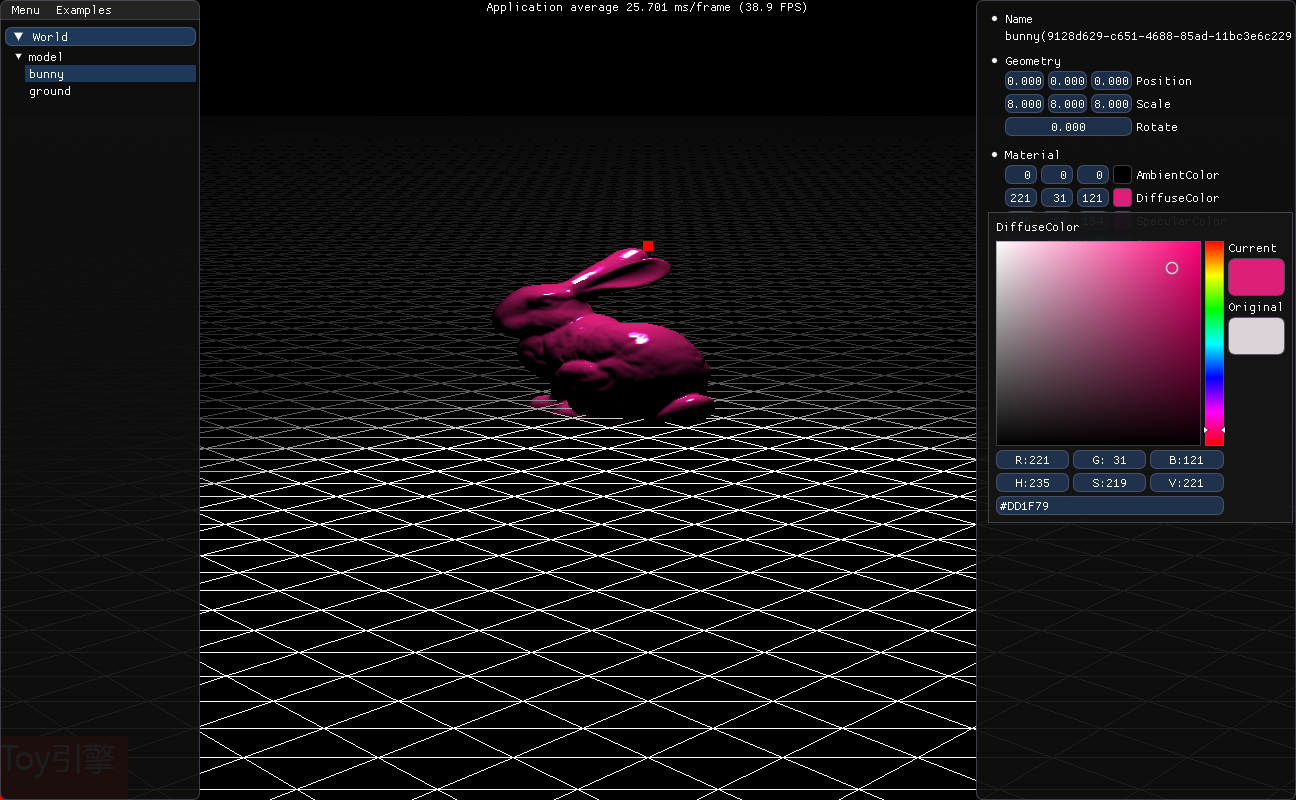 Menu Examples
Application average 25.701 ms/frame (38.9 FPS)
World
model
bunny
ground
Name
bunny(9128d629-c651-4688-85ad-11bc3e6c229
Geometry
0.000 0.000 0.000 Position
8.000 8.000 8.000 Scale
0.000 Rotate
Material
0 0 0 AmbientColor
221 31 121 DiffuseColor
154 SpecularColor
DiffuseColor
Current
Original
R:221 G: 31 B:121
H:235 S:219 V:221
#DD1F79
Toy引擎